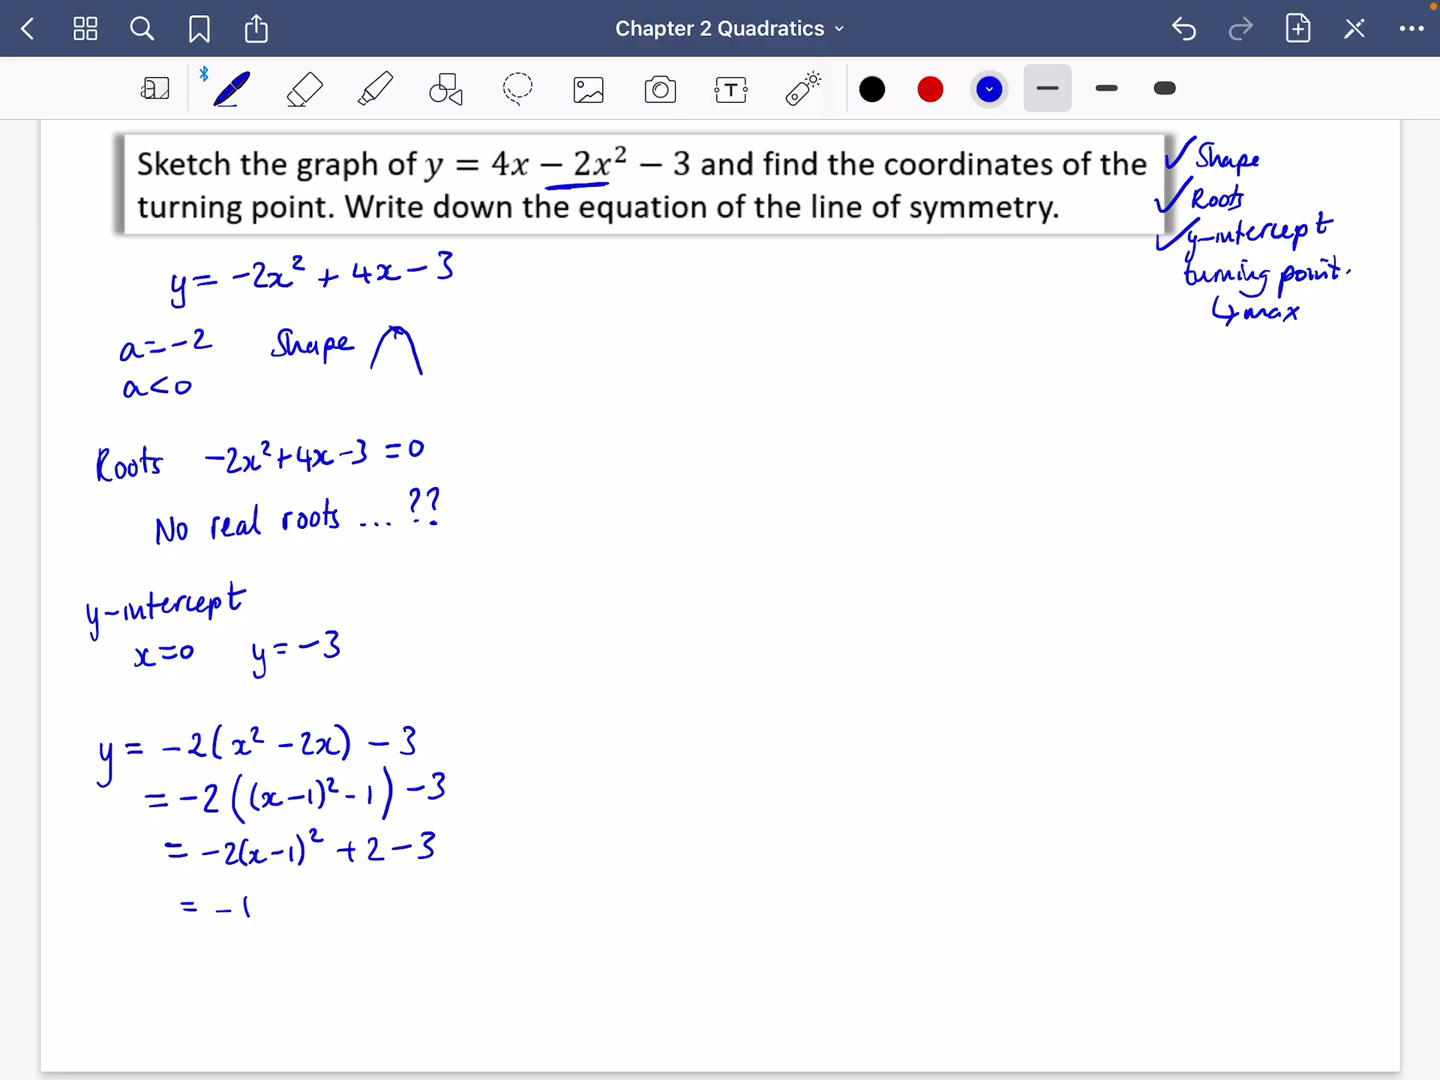 Chapter 2 Quadratics
T
Sketch the graph of y = 4x − 2x² − 3 and find the coordinates of the
turning point. Write down the equation of the line of symmetry.
✓ Shape
✓ Roots
✓ y-intercept
turning point.
↳ max
y = -2x² + 4x - 3
a = -2 Shape
a < 0
Roots -2x² + 4x - 3 = 0
No real roots ... ??
y-intercept
x = 0 y = -3
y = -2(x² - 2x) - 3
= -2((x-1)² - 1) - 3
= -2(x-1)² + 2 - 3
= -1